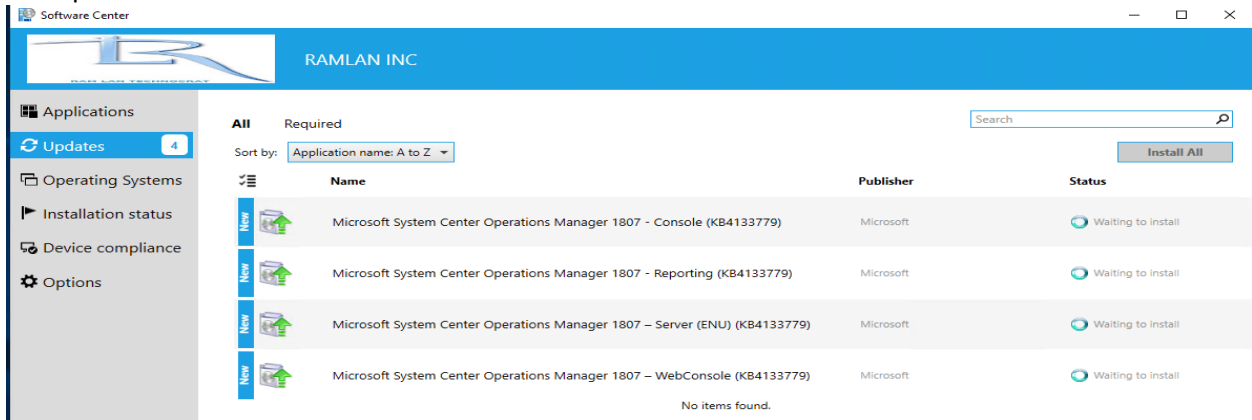 Software Center
RAM LAN TECHNOCRAT
RAMLAN INC
Applications
Updates 4
Operating Systems
Installation status
Device compliance
Options
All Required
Search
Sort by: Application name: A to Z
Install All
Name Publisher Status
New Microsoft System Center Operations Manager 1807 - Console (KB4133779) Microsoft Waiting to install
New Microsoft System Center Operations Manager 1807 - Reporting (KB4133779) Microsoft Waiting to install
New Microsoft System Center Operations Manager 1807 – Server (ENU) (KB4133779) Microsoft Waiting to install
New Microsoft System Center Operations Manager 1807 – WebConsole (KB4133779) Microsoft Waiting to install
No items found.